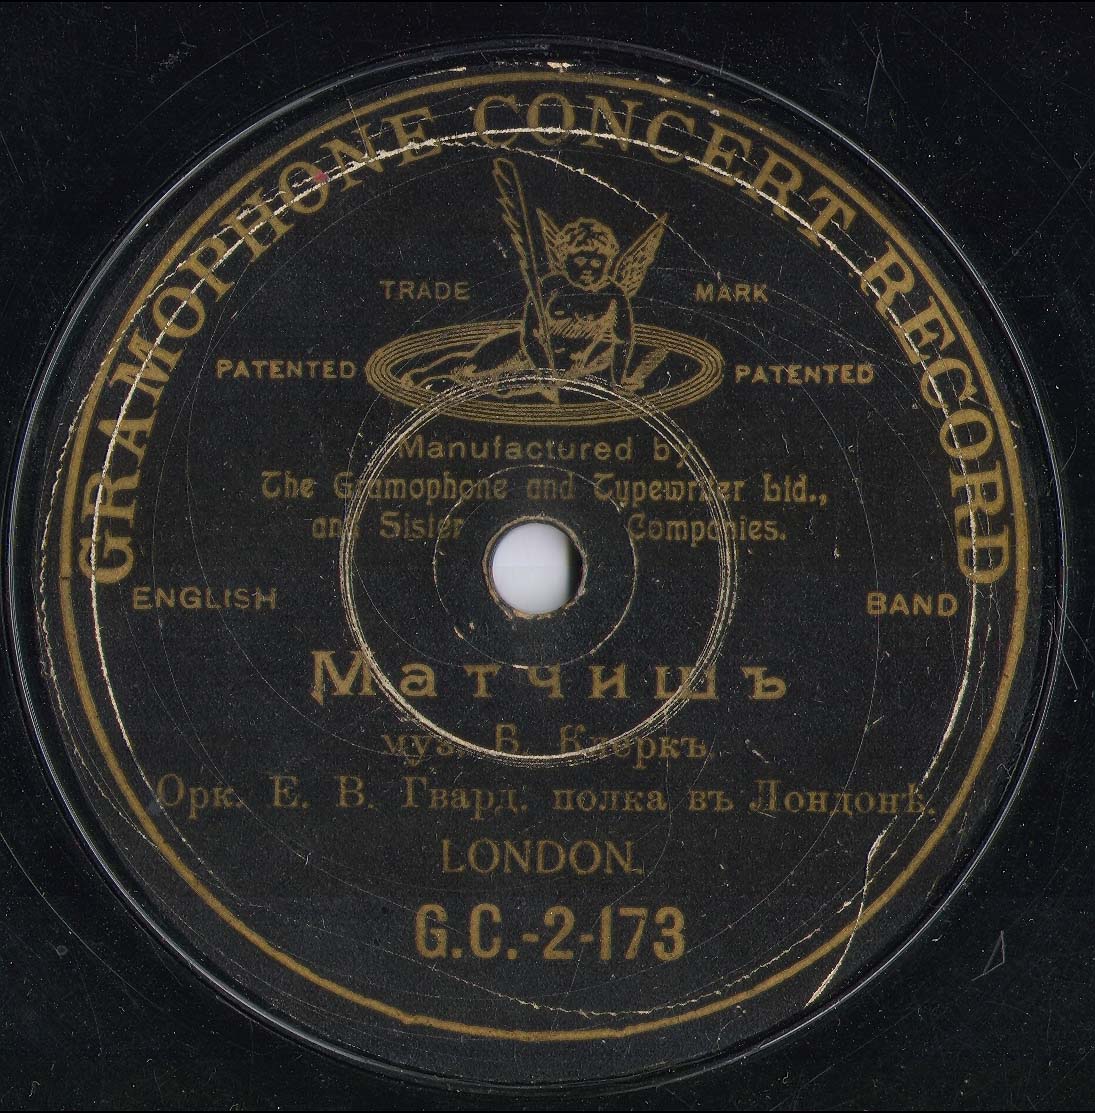 GRAMOPHONE CONCERT RECORD
TRADE MARK
PATENTED PATENTED
Manufactured by
The Gramophone and Typewriter Ltd.,
and Sister Companies.
ENGLISH BAND
Матчишъ
муз. В. Клеркъ.
Орк. Е. В. Гвард. полка въ Лондонѣ.
LONDON.
G.C.-2-173